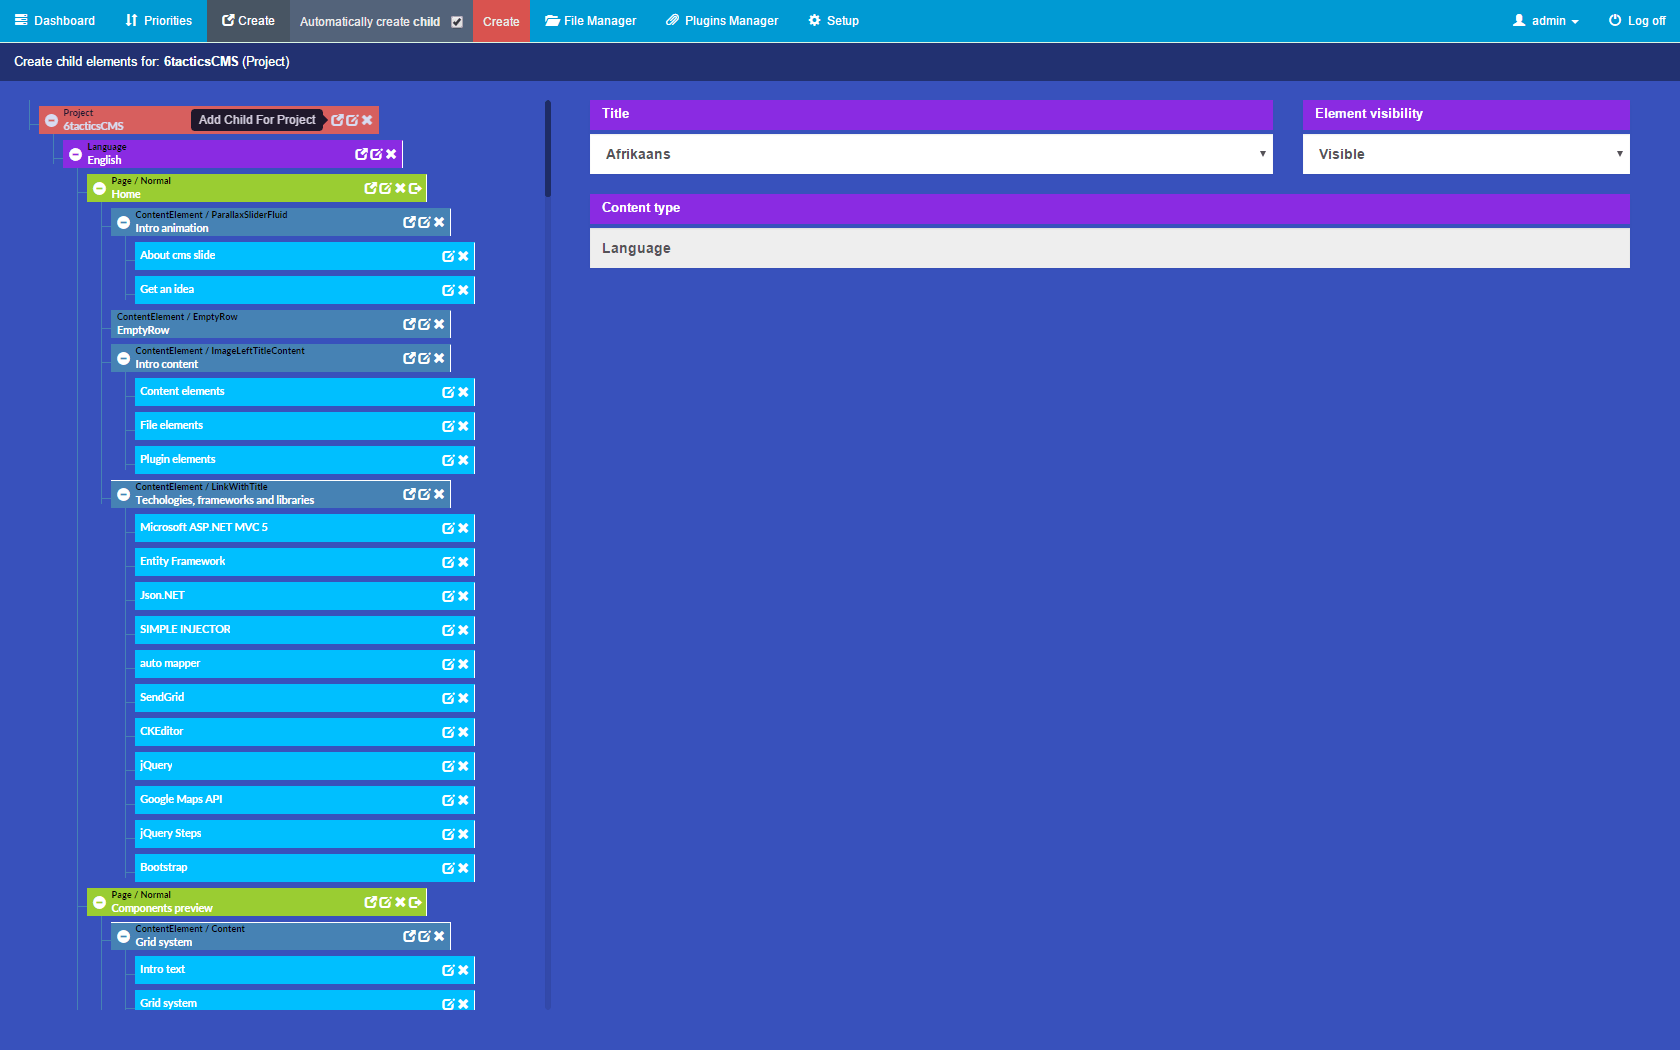 Dashboard Priorities Create Automatically create child Create File Manager Plugins Manager Setup admin Log off
Create child elements for: 6tacticsCMS (Project)
Project
6tacticsCMS
Add Child For Project
Language
English
Page / Normal
Home
ContentElement / ParallaxSliderFluid
Intro animation
About cms slide
Get an idea
ContentElement / EmptyRow
EmptyRow
ContentElement / ImageLeftTitleContent
Intro content
Content elements
File elements
Plugin elements
ContentElement / LinkWithTitle
Techologies, frameworks and libraries
Microsoft ASP.NET MVC 5
Entity Framework
Json.NET
SIMPLE INJECTOR
auto mapper
SendGrid
CKEditor
jQuery
Google Maps API
jQuery Steps
Bootstrap
Page / Normal
Components preview
ContentElement / Content
Grid system
Intro text
Grid system
Title
Afrikaans
Element visibility
Visible
Content type
Language